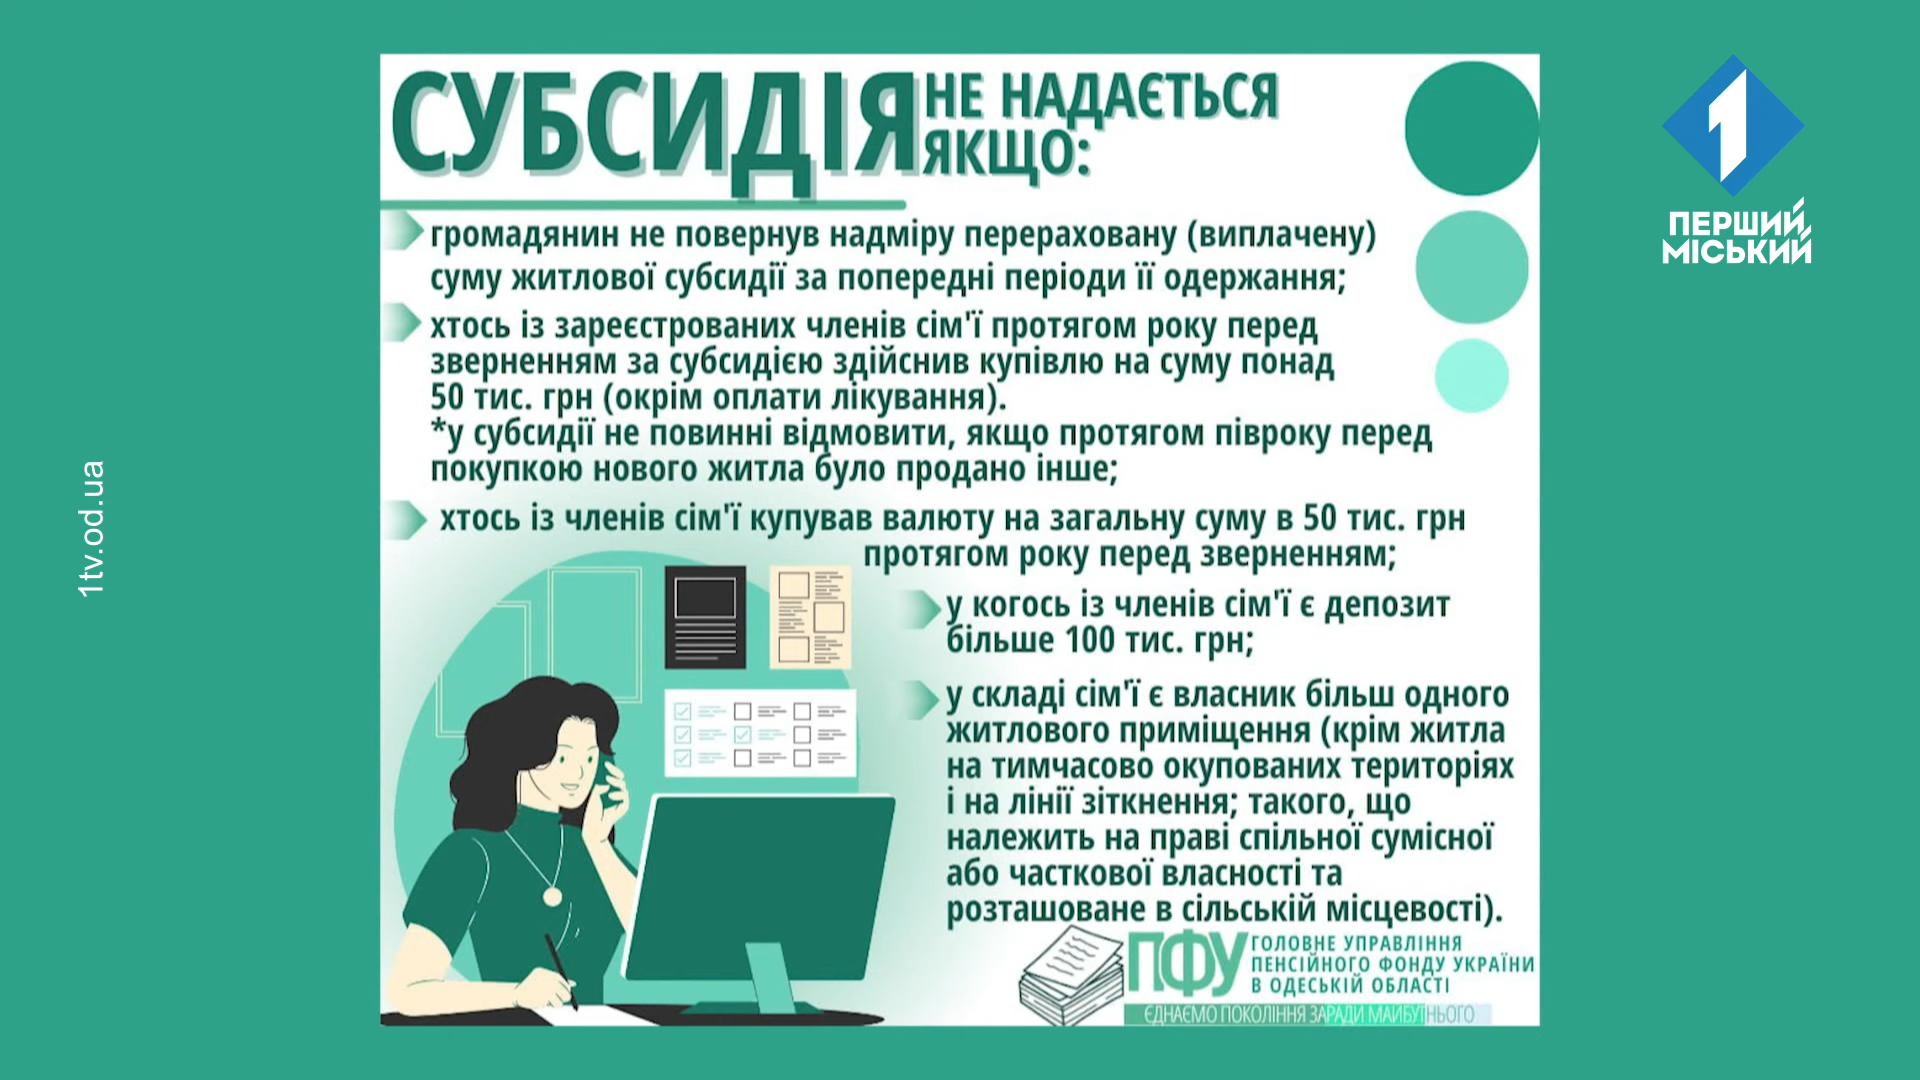 СУБСИДІЯ НЕ НАДАЄТЬСЯ
ЯКЩО:
громадянин не повернув надміру перераховану (виплачену)
суму житлової субсидії за попередні періоди її одержання;
хтось із зареєстрованих членів сім'ї протягом року перед
зверненням за субсидією здійснив купівлю на суму понад
50 тис. грн (окрім оплати лікування).
*у субсидії не повинні відмовити, якщо протягом півроку перед
покупкою нового житла було продано інше;
хтось із членів сім'ї купував валюту на загальну суму в 50 тис. грн
протягом року перед зверненням;
у когось із членів сім'ї є депозит
більше 100 тис. грн;
у складі сім'ї є власник більш одного
житлового приміщення (крім житла
на тимчасово окупованих територіях
і на лінії зіткнення; такого, що
належить на праві спільної сумісної
або часткової власності та
розташоване в сільській місцевості).
ПФУ
ГОЛОВНЕ УПРАВЛІННЯ
ПЕНСІЙНОГО ФОНДУ УКРАЇНИ
В ОДЕСЬКІЙ ОБЛАСТІ
ЄДНАЄМО ПОКОЛІННЯ ЗАРАДИ МАЙБУТНЬОГО
1
ПЕРШИЙ
МІСЬКИЙ
1tv.od.ua